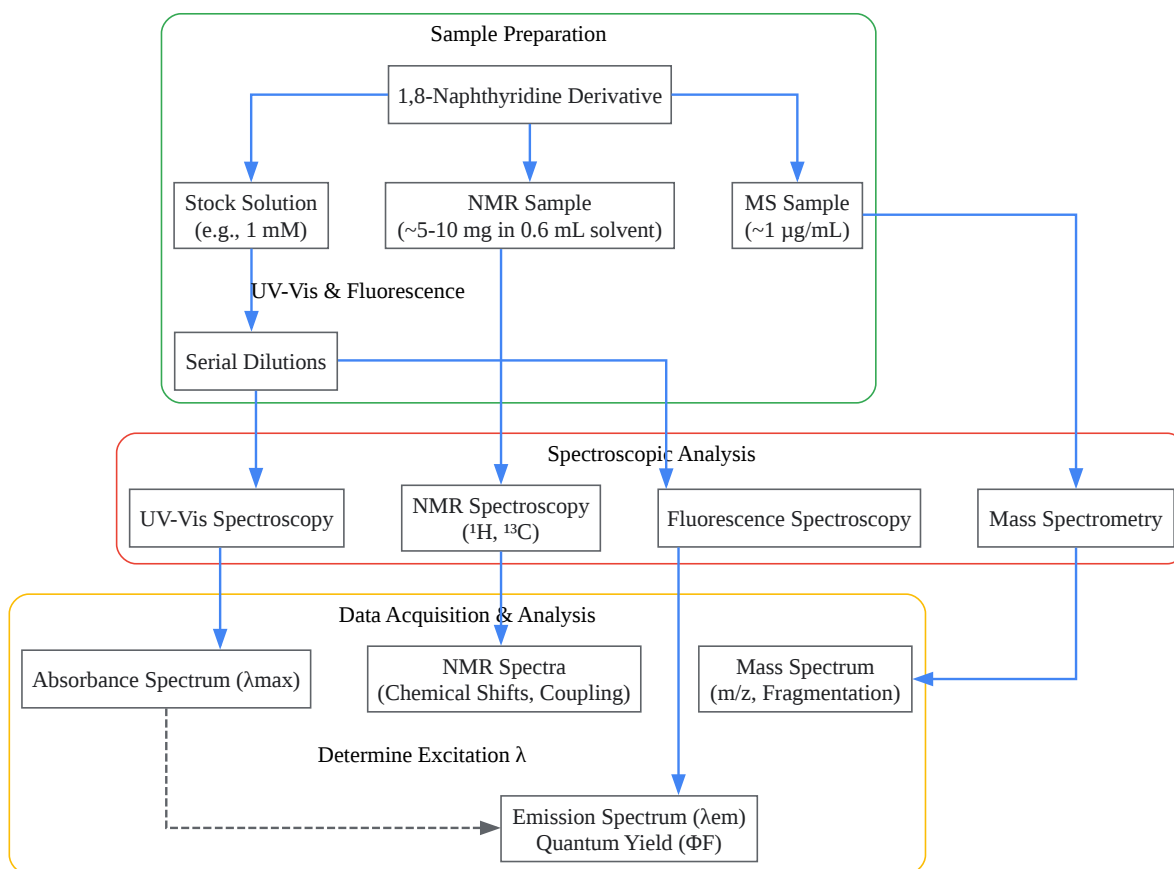 Sample Preparation
1,8-Naphthyridine Derivative
Stock Solution
(e.g., 1 mM)
NMR Sample
(~5-10 mg in 0.6 mL solvent)
MS Sample
(~1 µg/mL)
UV-Vis & Fluorescence
Serial Dilutions
Spectroscopic Analysis
UV-Vis Spectroscopy
NMR Spectroscopy
(¹H, ¹³C)
Fluorescence Spectroscopy
Mass Spectrometry
Data Acquisition & Analysis
Absorbance Spectrum (λmax)
NMR Spectra
(Chemical Shifts, Coupling)
Mass Spectrum
(m/z, Fragmentation)
Determine Excitation λ
Emission Spectrum (λem)
Quantum Yield (ΦF)